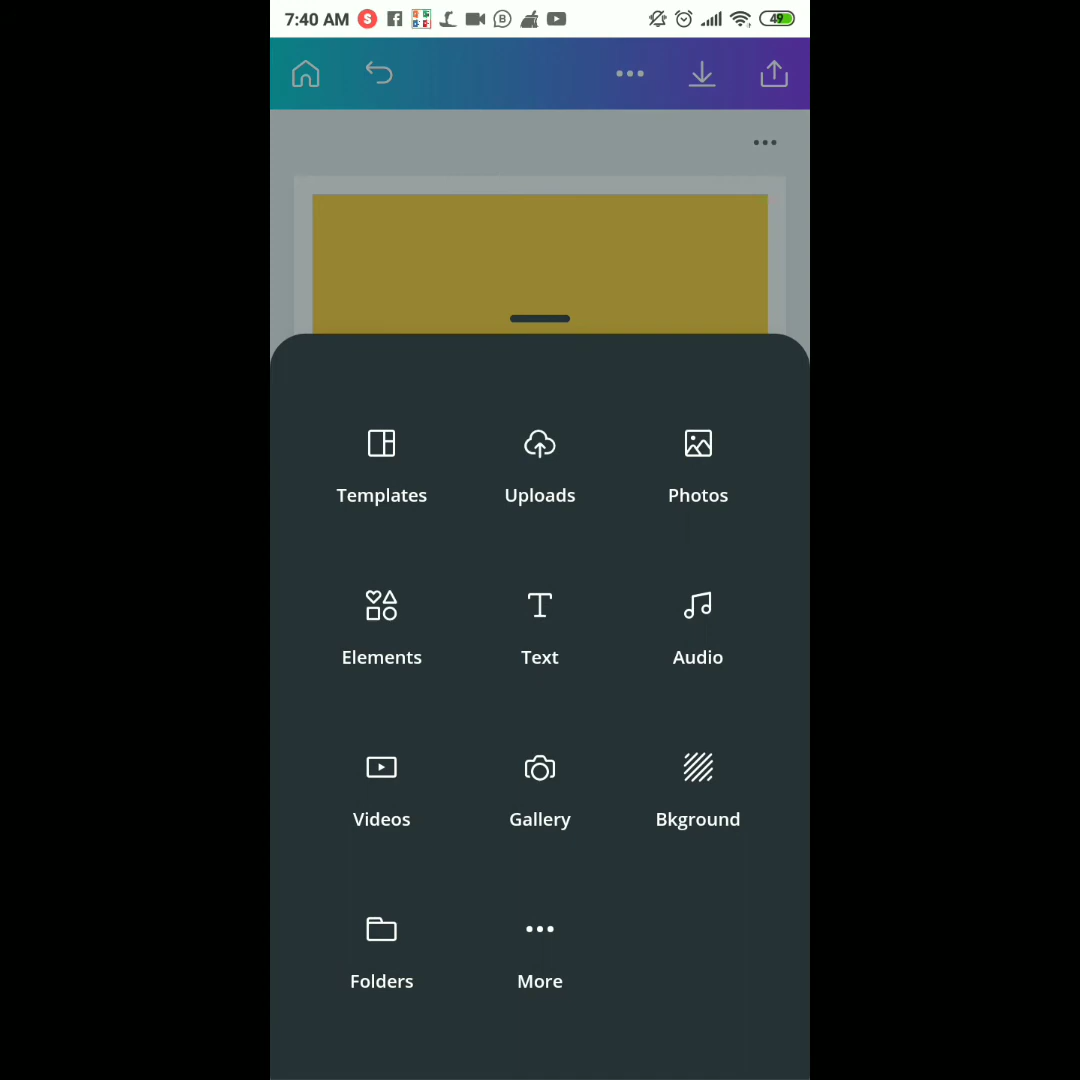 7:40 AM 49
Templates Uploads Photos
Elements Text Audio
Videos Gallery Bkground
Folders More